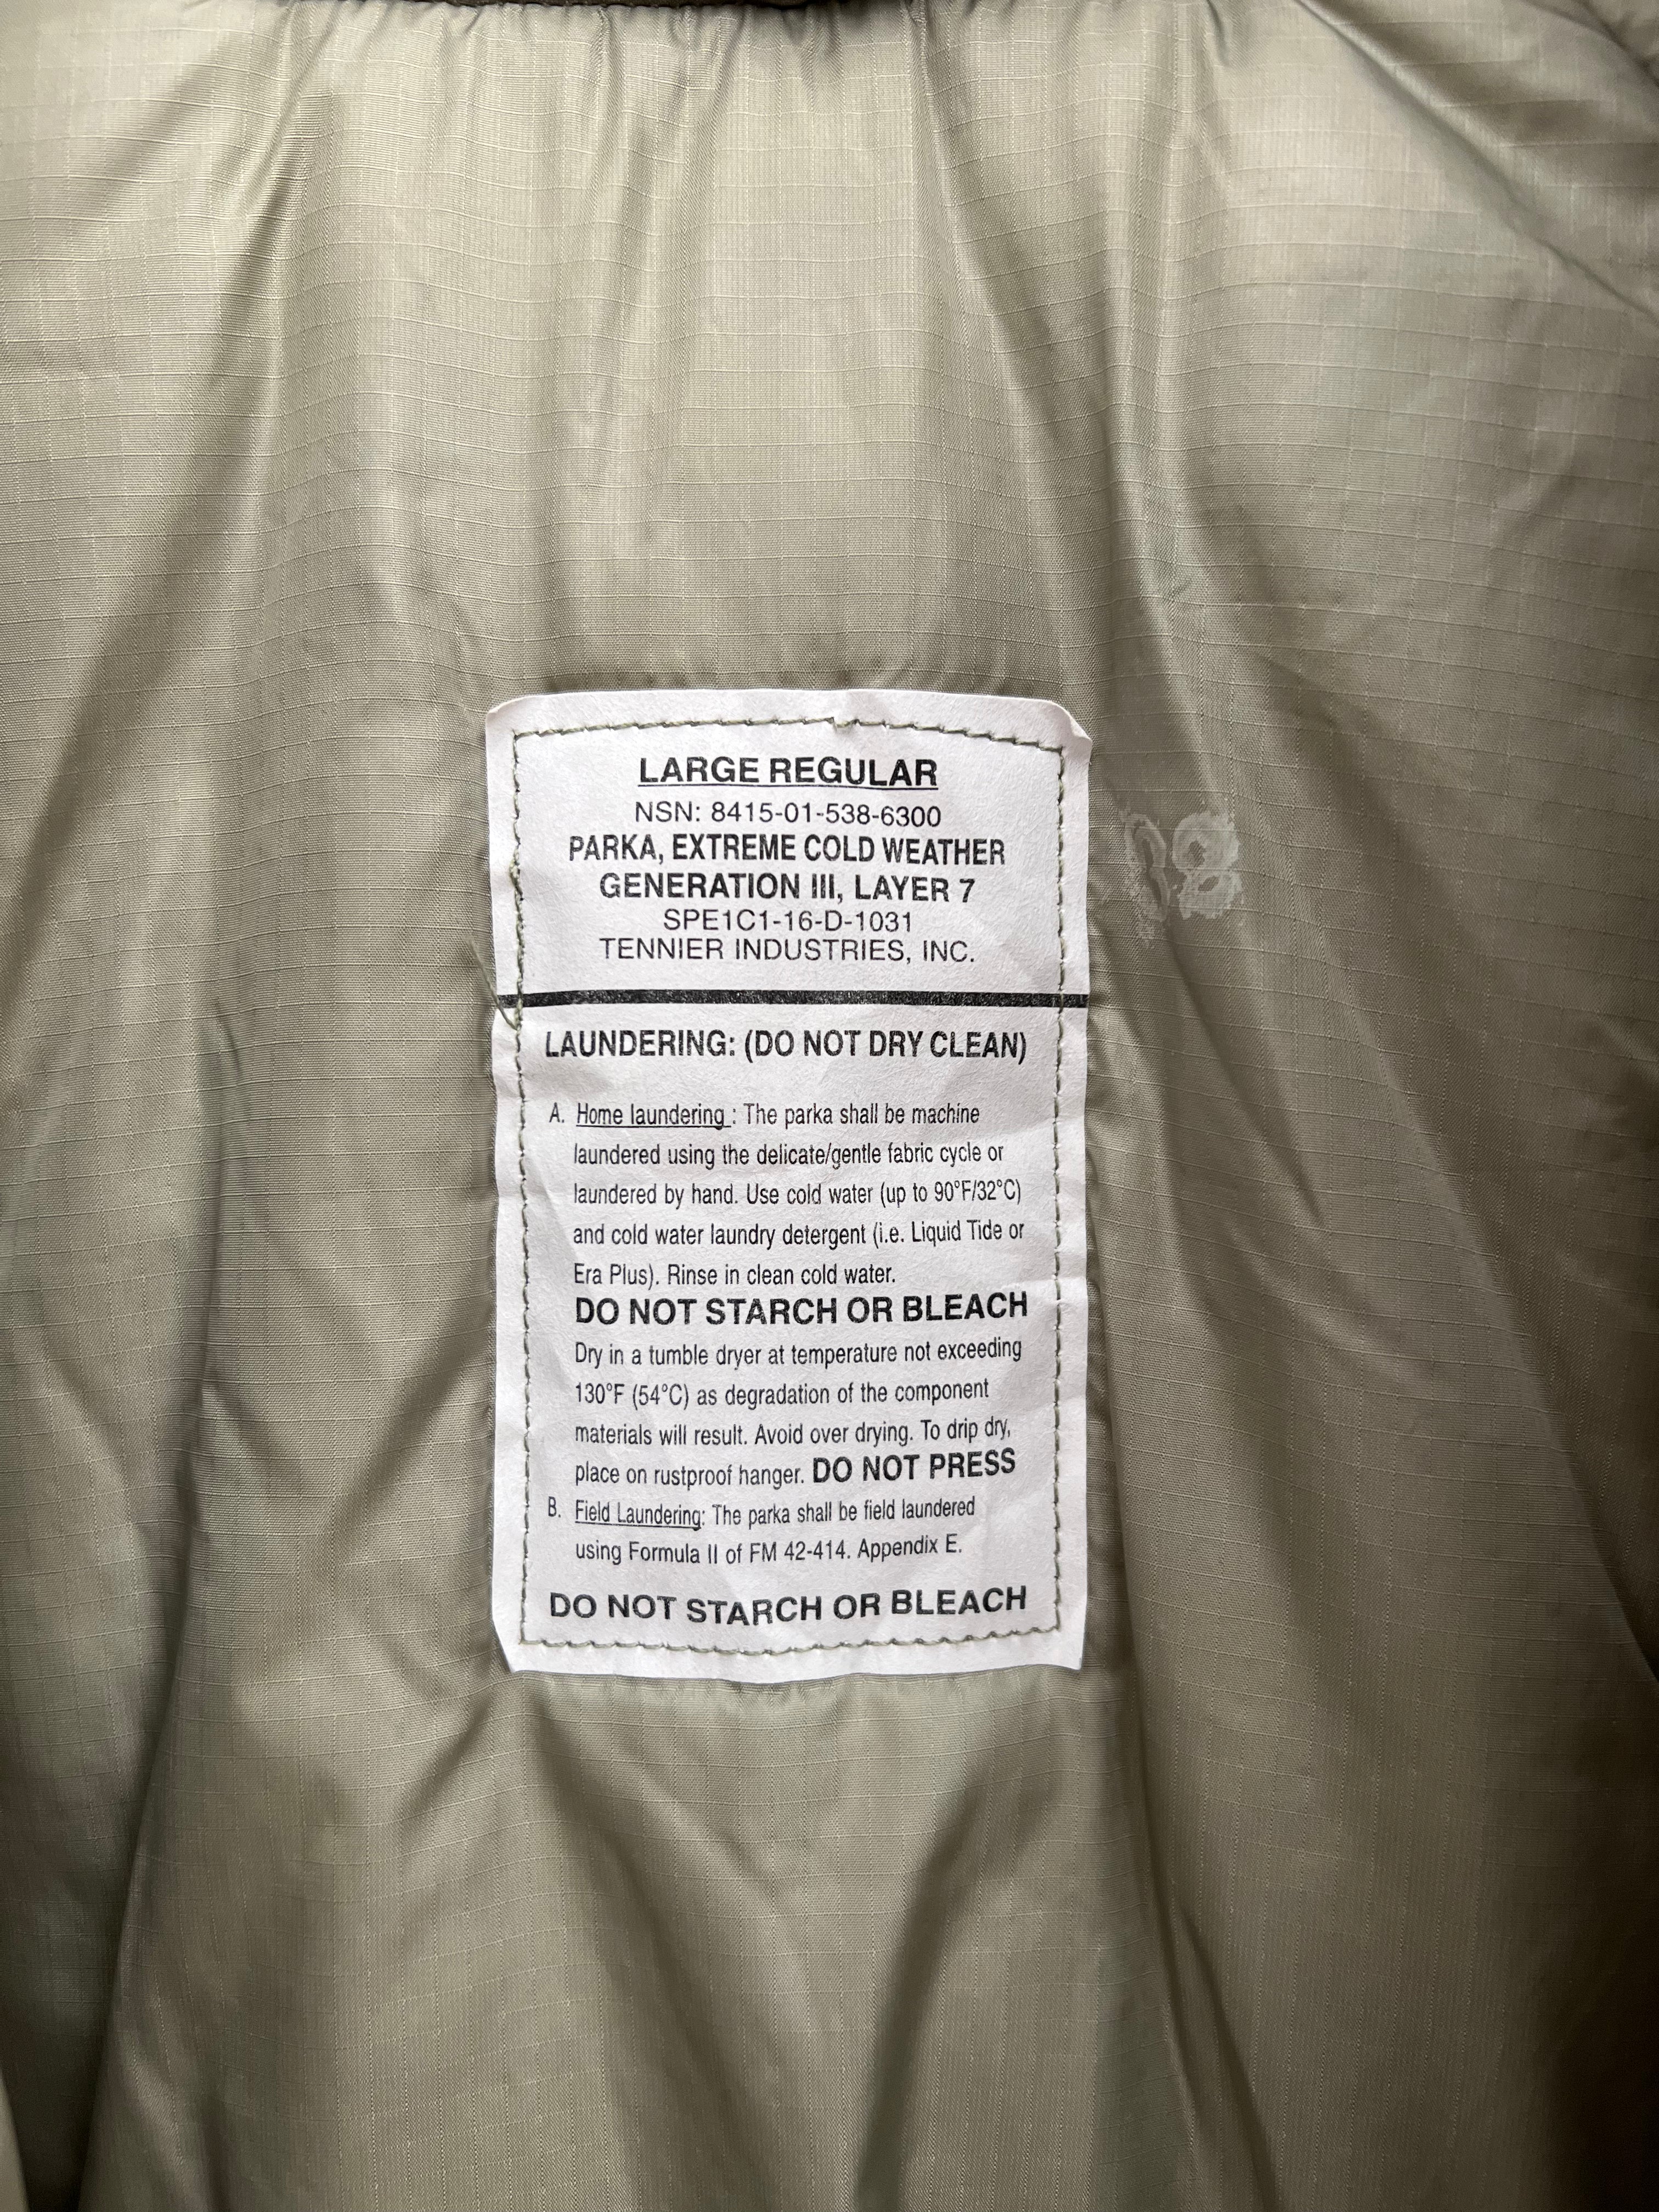 LARGE REGULAR
NSN: 8415-01-538-6300
PARKA, EXTREME COLD WEATHER
GENERATION III, LAYER 7
SPE1C1-16-D-1031
TENNIER INDUSTRIES, INC.
LAUNDERING: (DO NOT DRY CLEAN)
A. Home laundering : The parka shall be machine
laundered using the delicate/gentle fabric cycle or
laundered by hand. Use cold water (up to 90°F/32°C)
and cold water laundry detergent (i.e. Liquid Tide or
Era Plus). Rinse in clean cold water.
DO NOT STARCH OR BLEACH
Dry in a tumble dryer at temperature not exceeding
130°F (54°C) as degradation of the component
materials will result. Avoid over drying. To drip dry,
place on rustproof hanger. DO NOT PRESS
B. Field Laundering: The parka shall be field laundered
using Formula II of FM 42-414. Appendix E.
DO NOT STARCH OR BLEACH